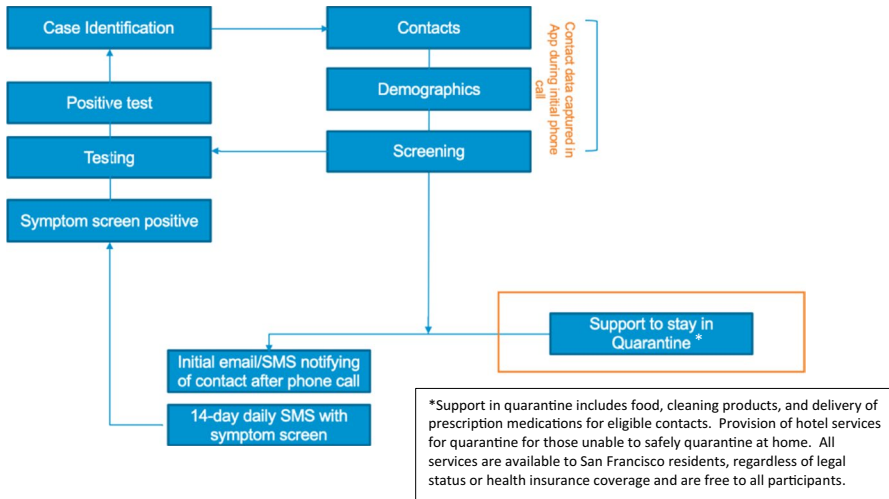 Case Identification
Contacts
Contact data captured in
App during initial phone
call
Demographics
Positive test
Testing
Screening
Symptom screen positive
Support to stay in
Quarantine *
Initial email/SMS notifying
of contact after phone call
14-day daily SMS with
symptom screen
*Support in quarantine includes food, cleaning products, and delivery of
prescription medications for eligible contacts.  Provision of hotel services
for quarantine for those unable to safely quarantine at home.  All
services are available to San Francisco residents, regardless of legal
status or health insurance coverage and are free to all participants.